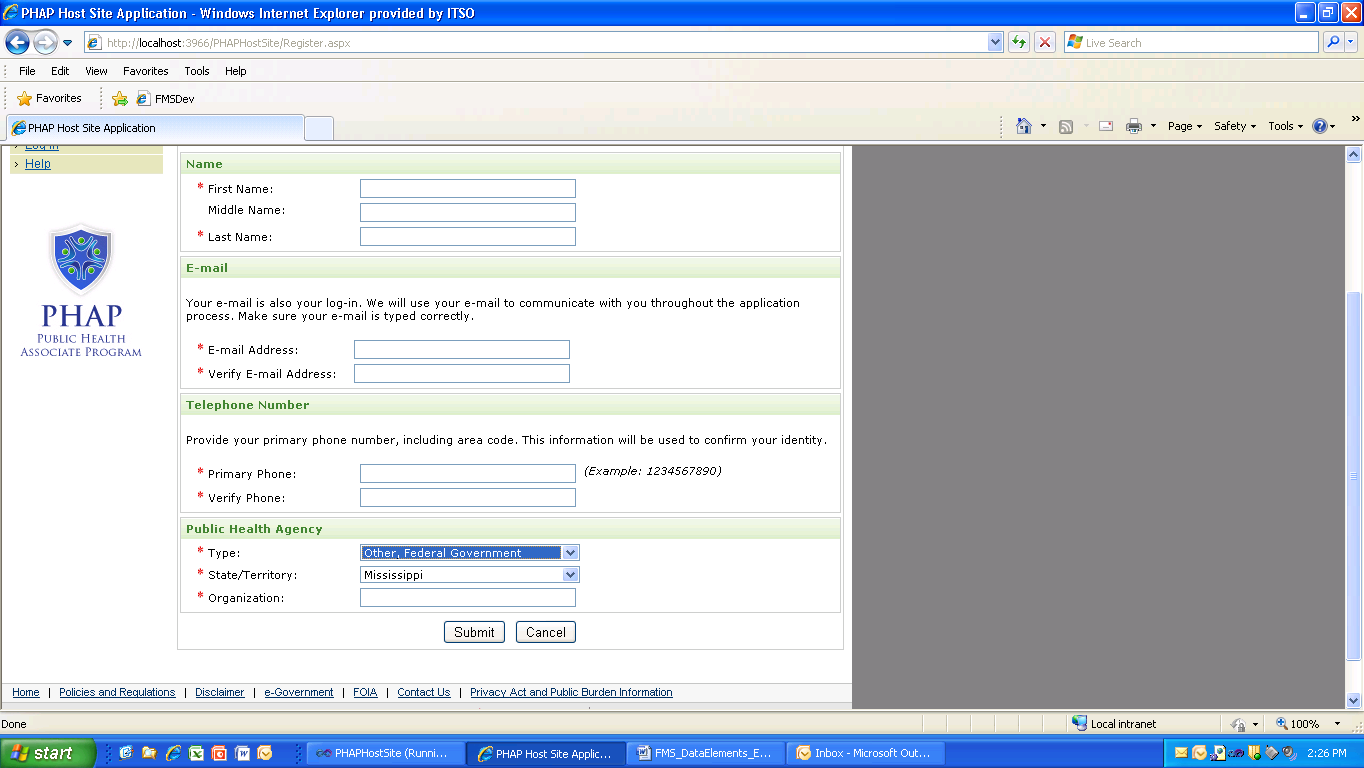 PHAP Host Site Application - Windows Internet Explorer provided by ITSO
http://localhost:3966/PHAPHostSite/Register.aspx
Live Search
File Edit View Favorites Tools Help
Favorites FMSDev
PHAP Host Site Application
Page Safety Tools
Log in
> Help
PHAP
PUBLIC HEALTH
ASSOCIATE PROGRAM
Name
* First Name:
Middle Name:
* Last Name:
E-mail
Your e-mail is also your log-in. We will use your e-mail to communicate with you throughout the application
process. Make sure your e-mail is typed correctly.
* E-mail Address:
* Verify E-mail Address:
Telephone Number
Provide your primary phone number, including area code. This information will be used to confirm your identity.
* Primary Phone: (Example: 1234567890)
* Verify Phone:
Public Health Agency
* Type: Other, Federal Government
* State/Territory: Mississippi
* Organization:
Submit Cancel
Home | Policies and Regulations | Disclaimer | e-Government | FOIA | Contact Us | Privacy Act and Public Burden Information
Done Local intranet 100%
start PHAPHostSite (Runni... PHAP Host Site Applic... FMS_DataElements_E... Inbox - Microsoft Out... 2:26 PM